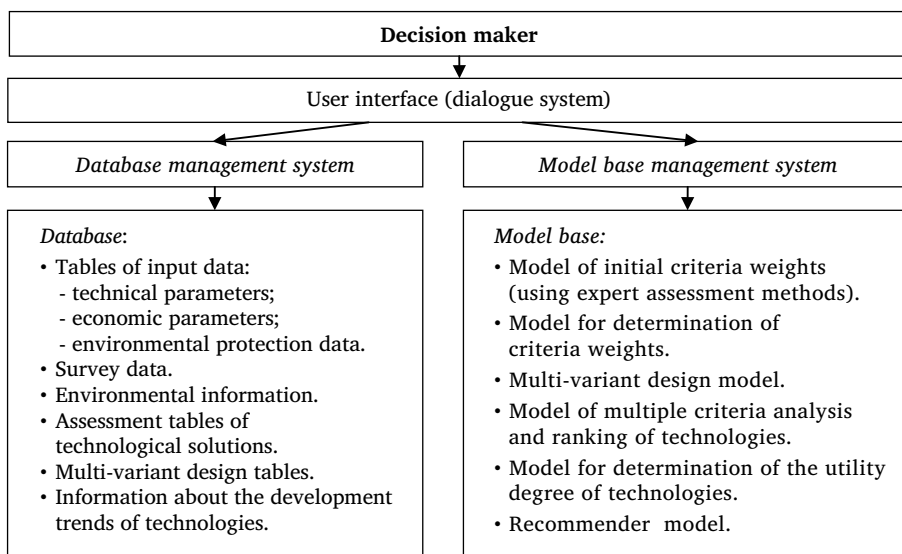 Decision maker
User interface (dialogue system)
Database management system
Database:
• Tables of input data:
- technical parameters;
- economic parameters;
- environmental protection data.
• Survey data.
• Environmental information.
• Assessment tables of
technological solutions.
• Multi-variant design tables.
• Information about the development
trends of technologies.
Model base management system
Model base:
• Model of initial criteria weights
(using expert assessment methods).
• Model for determination of
criteria weights.
• Multi-variant design model.
• Model of multiple criteria analysis
and ranking of technologies.
• Model for determination of the utility
degree of technologies.
• Recommender model.